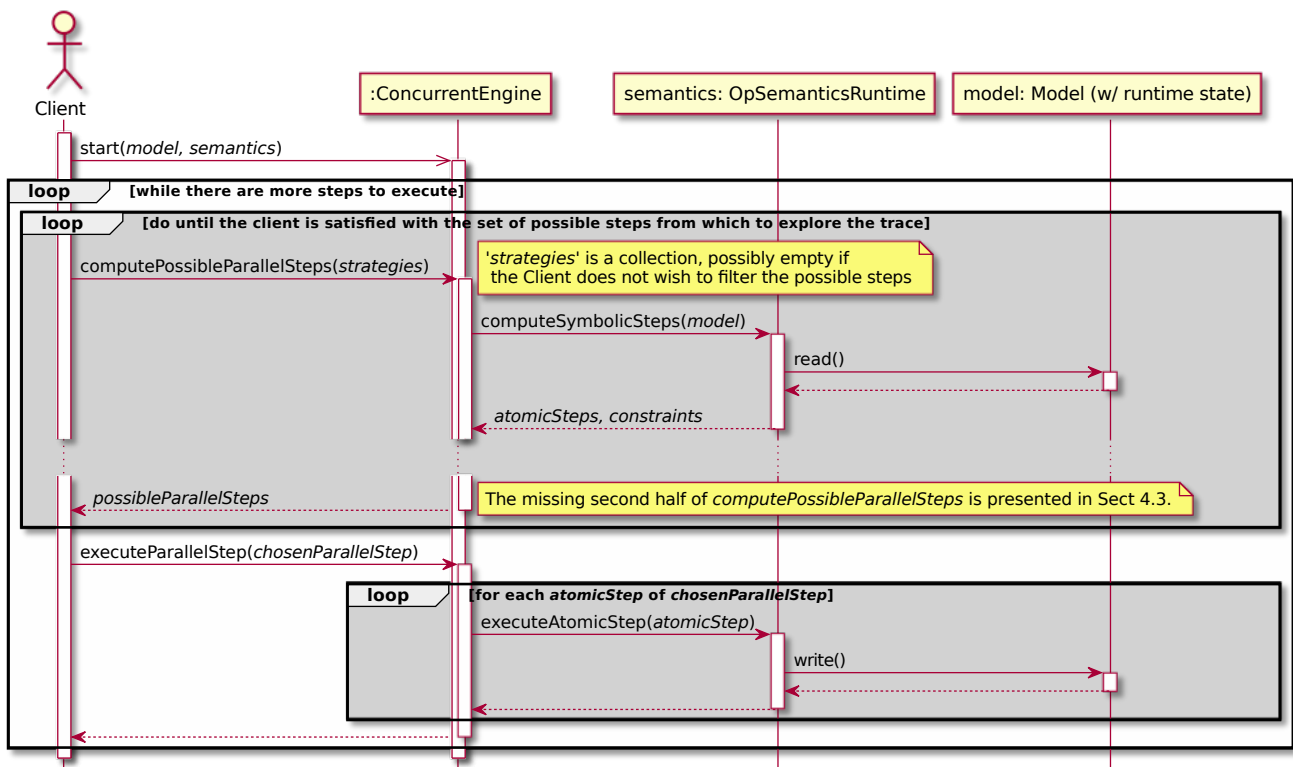 Client
:ConcurrentEngine
semantics: OpSemanticsRuntime
model: Model (w/ runtime state)
start(model, semantics)
loop
[while there are more steps to execute]
loop
[do until the client is satisfied with the set of possible steps from which to explore the trace]
computePossibleParallelSteps(strategies)
'strategies' is a collection, possibly empty if
the Client does not wish to filter the possible steps
computeSymbolicSteps(model)
read()
atomicSteps, constraints
possibleParallelSteps
The missing second half of computePossibleParallelSteps is presented in Sect 4.3.
executeParallelStep(chosenParallelStep)
loop
[for each atomicStep of chosenParallelStep]
executeAtomicStep(atomicStep)
write()